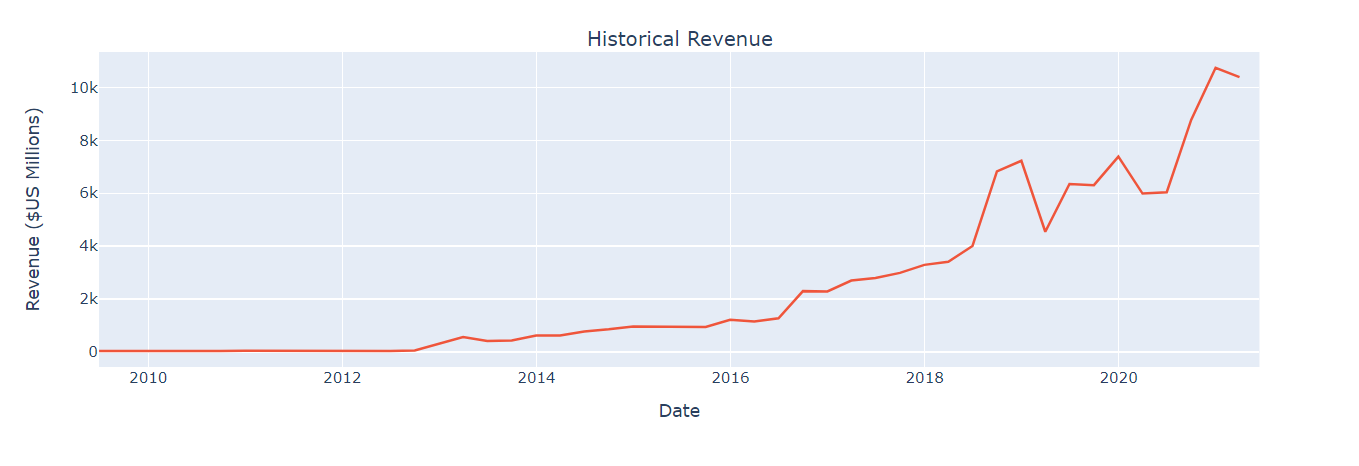 Historical Revenue
Revenue ($US Millions)
10k
8k
6k
4k
2k
0
2010 2012 2014 2016 2018 2020
Date